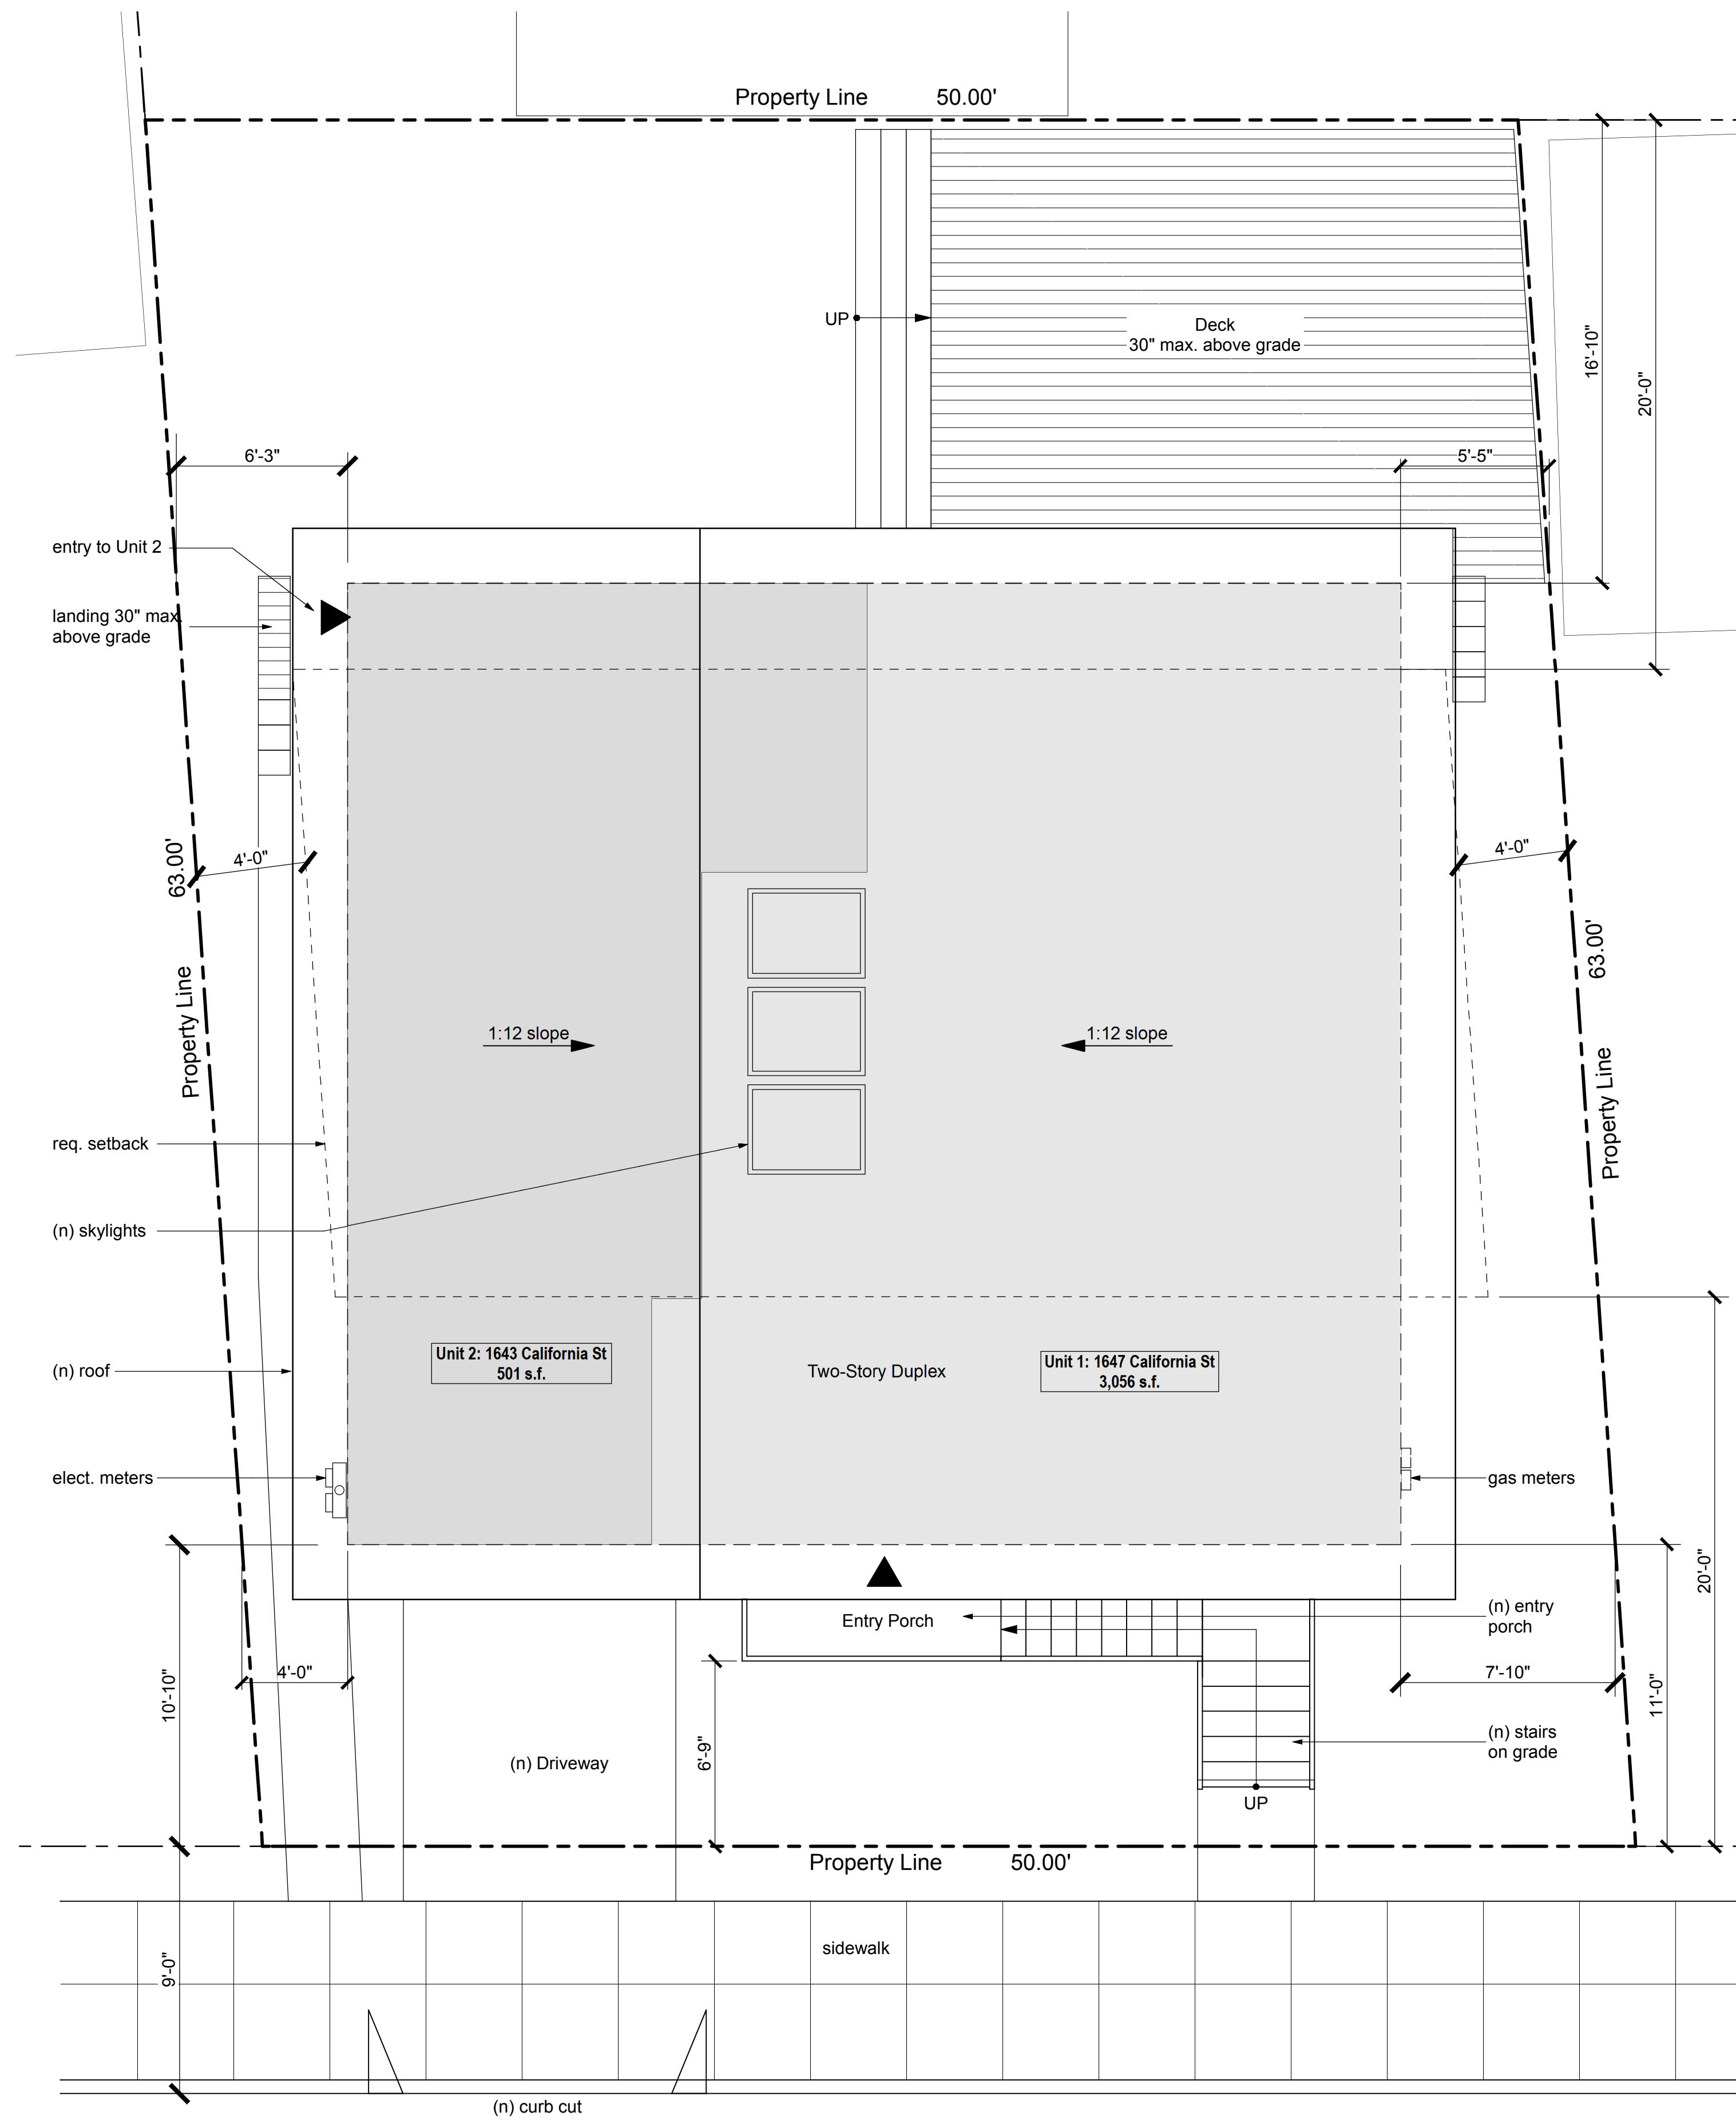 Property Line 50.00'
UP
Deck
30" max. above grade
16'-10"
20'-0"
6'-3"
5'-5"
entry to Unit 2
landing 30" max.
above grade
63.00'
4'-0"
4'-0"
63.00'
Property Line
1:12 slope
1:12 slope
Property Line
req. setback
(n) skylights
Unit 2: 1643 California St
501 s.f.
Two-Story Duplex
Unit 1: 1647 California St
3,056 s.f.
(n) roof
elect. meters
gas meters
20'-0"
Entry Porch
(n) entry
porch
4'-0"
7'-10"
10'-10"
11'-0"
6'-9"
(n) stairs
on grade
(n) Driveway
UP
Property Line 50.00'
sidewalk
9'-0"
(n) curb cut